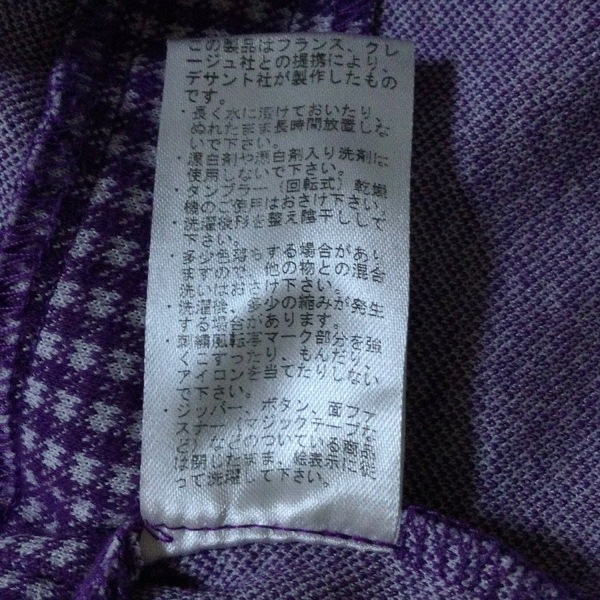 この製品はフランス、クレ
ージュ社との提携により、
デサント社が製作したもの
です。
・長く水に漬けておいたり、
ぬれたまま長時間放置しな
いで下さい。
・漂白剤や漂白剤入り洗剤は
使用しないで下さい。
・タンブラー（回転式）乾燥
機のご使用はおさけ下さい。
・洗濯後形を整え陰干しして
下さい。
・多少色落ちする場合があり
ますので、他の物との混合
洗いはおさけ下さい。
・洗濯後、多少の縮みが発生
する場合があります。
・刺繍風転写マーク部分を強
くこすったり、もんだり、
アイロンを当てたりしない
で下さい。
・ジッパー、ボタン、面ファ
スナー（マジックテープな
ど）などのついている商品
は閉じたまま、絵表示に従
って洗濯して下さい。